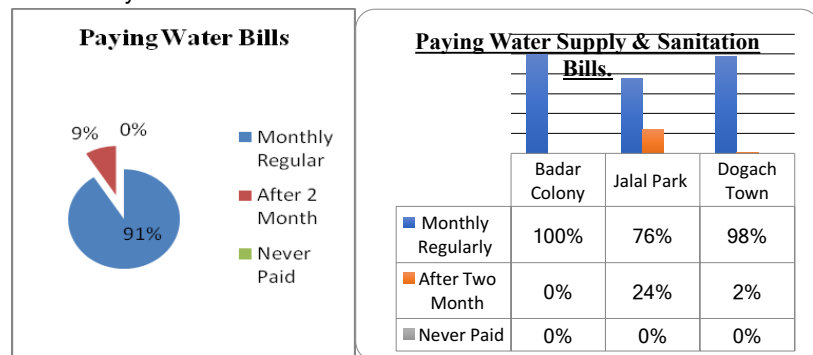 Paying Water Bills
9% 0%
91%
Monthly
Regular
After 2
Month
Never
Paid
Paying Water Supply & Sanitation
Bills.
Badar
Colony
Jalal Park
Dogach
Town
Monthly
Regularly
100% 76% 98%
After Two
Month
0% 24% 2%
Never Paid 0% 0% 0%